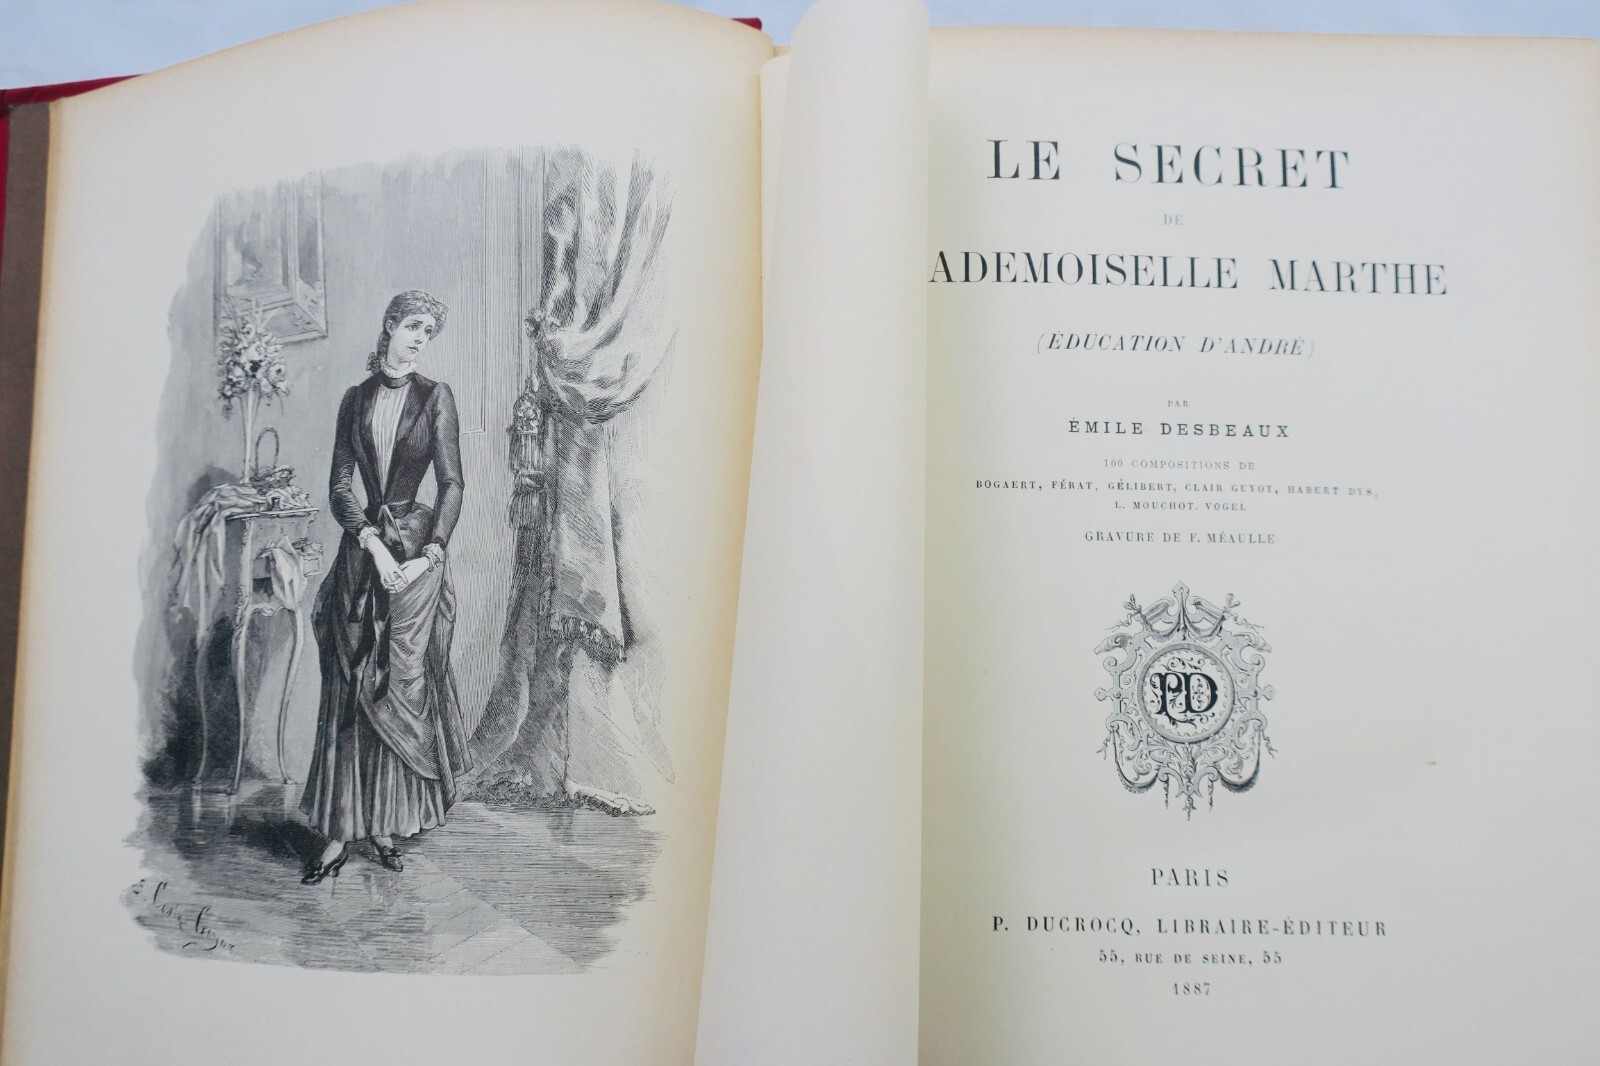 LE SECRET
DE
ADEMOISELLE MARTHE
(ÉDUCATION D'ANDRÉ)
PAR
ÉMILE DESBEAUX
100 COMPOSITIONS DE
BOGAERT, FÉRAT, GÉLIBERT, CLAIR GUYOT, HABERT DYS,
L. MOUCHOT. VOGEL
GRAVURE DE F. MÉAULLE
PD
PARIS
P. DUCROCQ, LIBRAIRE-ÉDITEUR
55, RUE DE SEINE, 55
1887